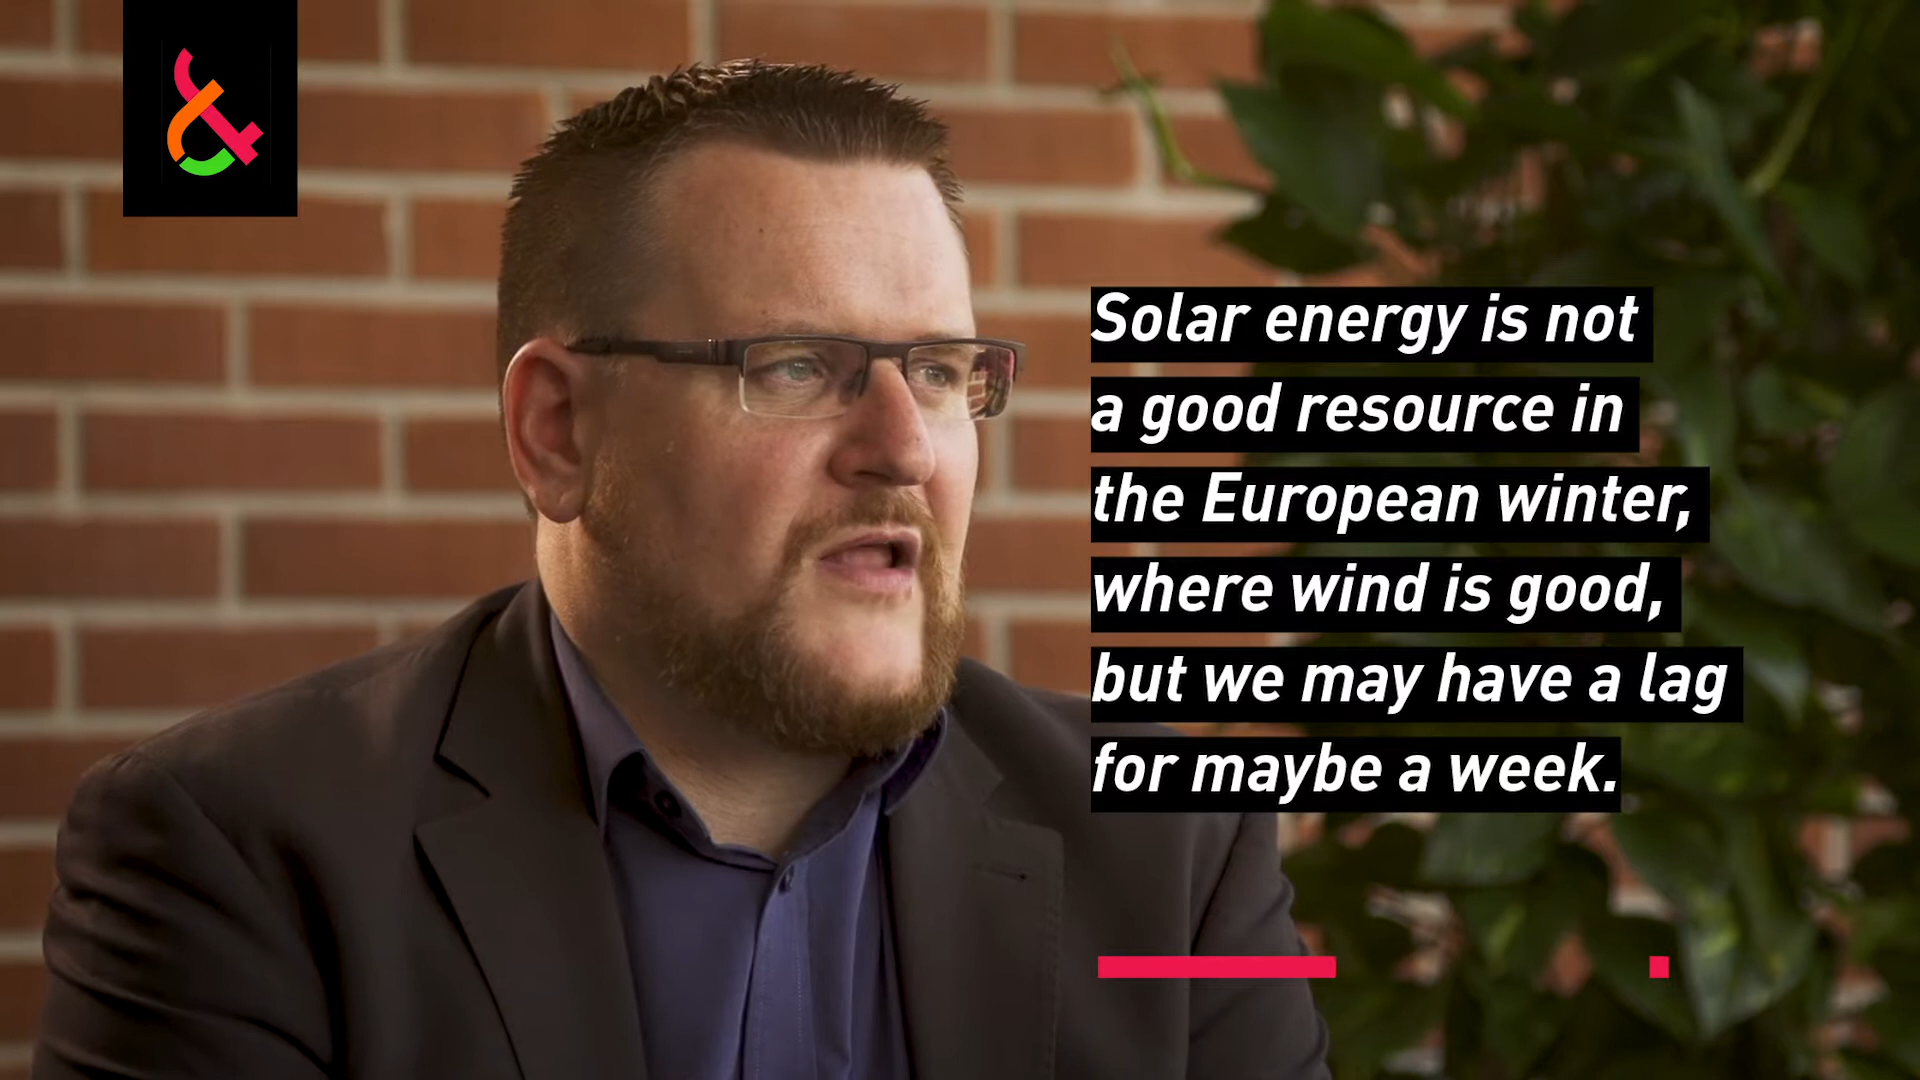 &
Solar energy is not
a good resource in
the European winter,
where wind is good,
but we may have a lag
for maybe a week.